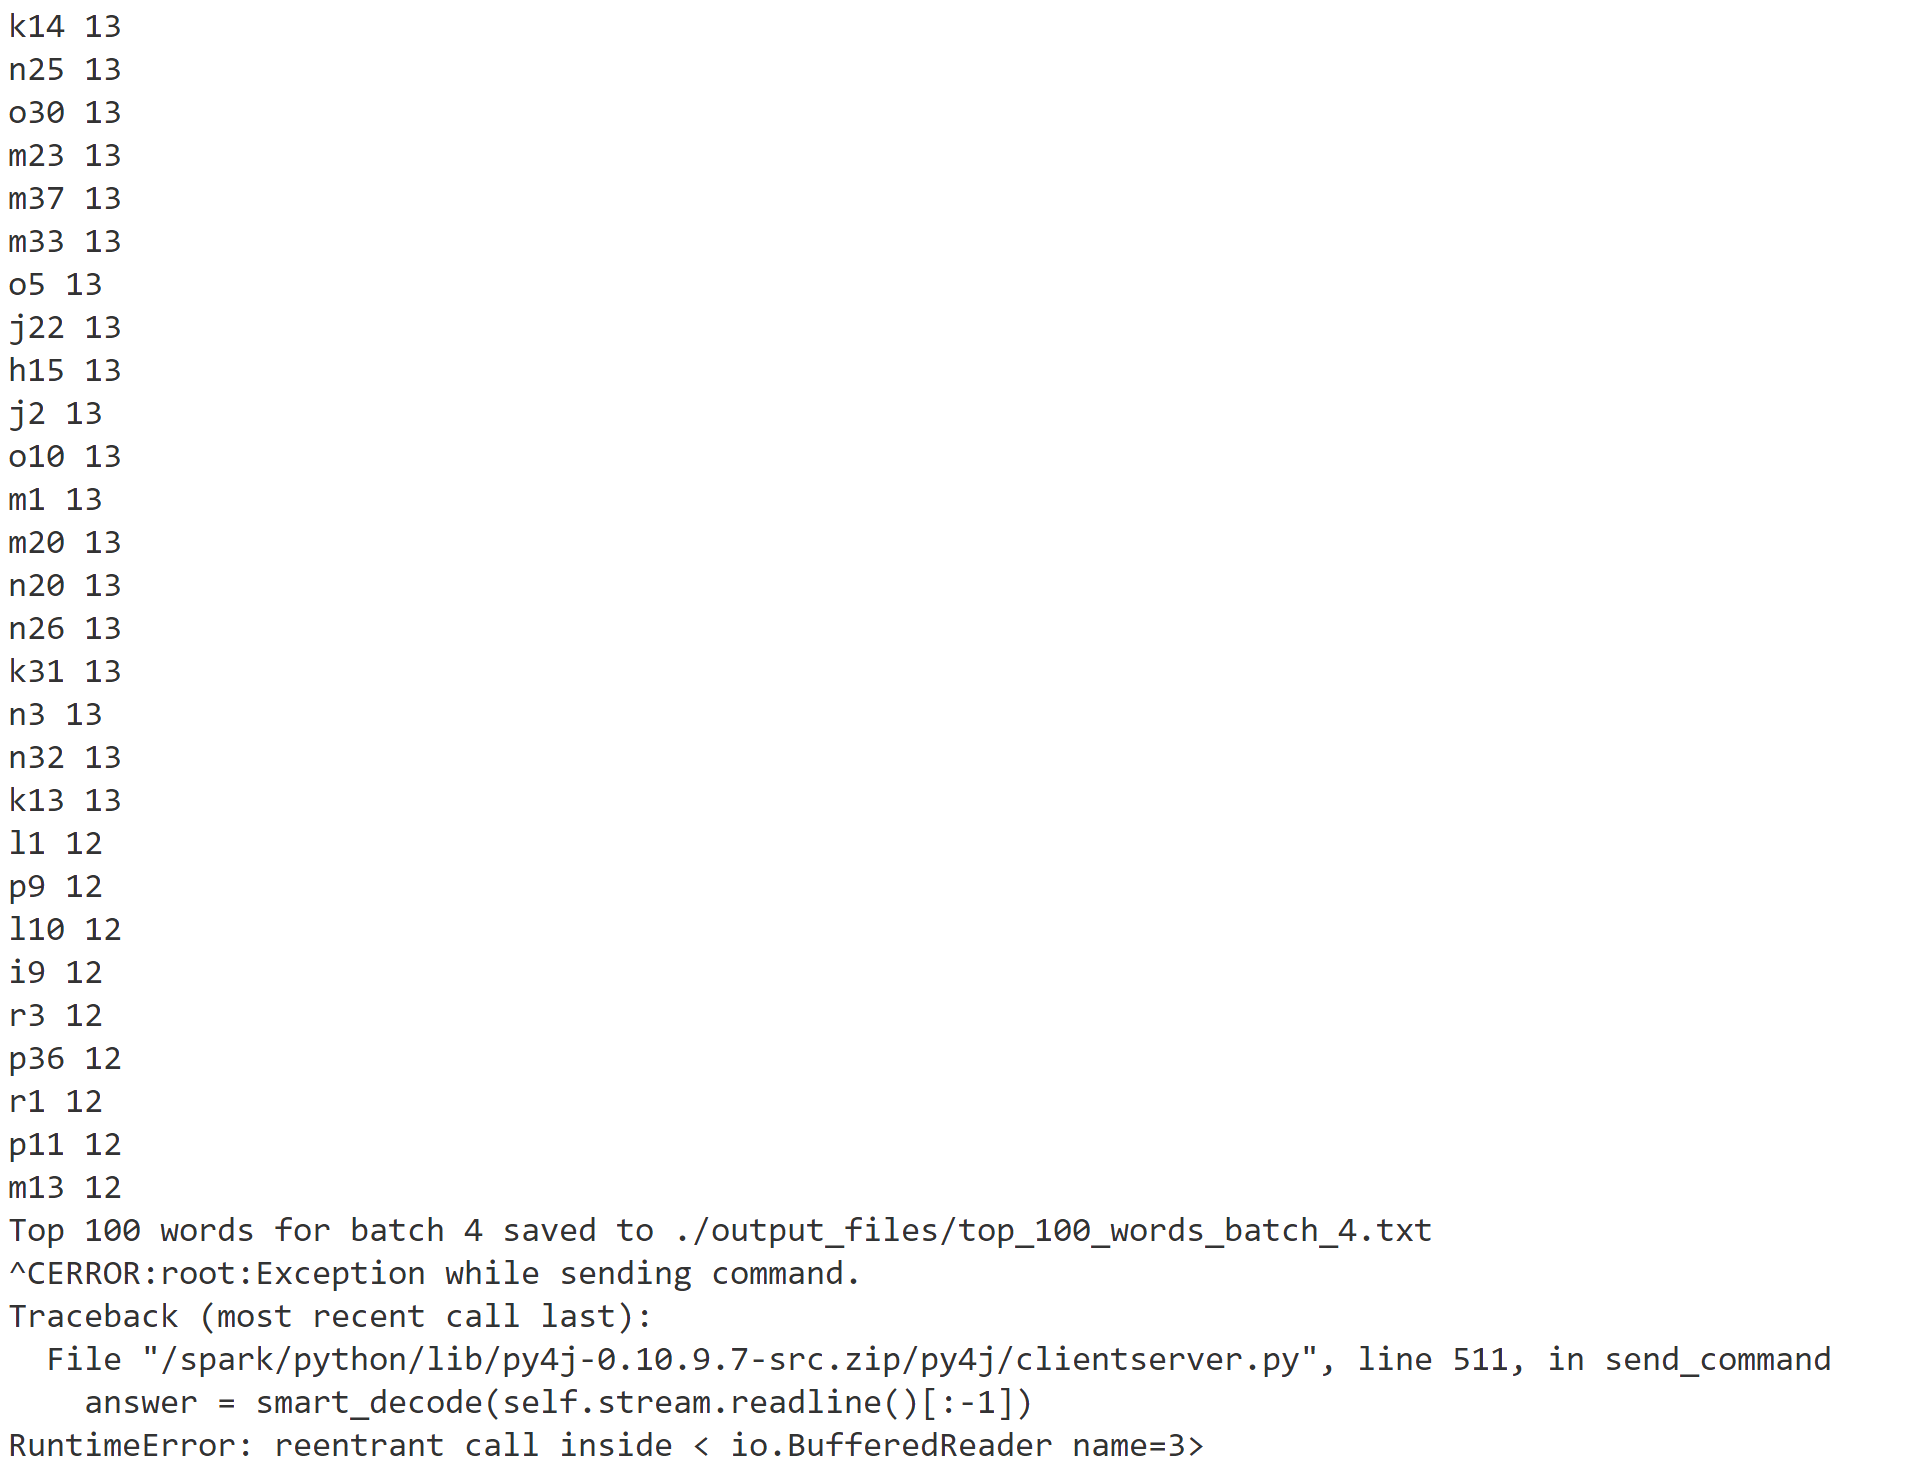 k14 13
n25 13
o30 13
m23 13
m37 13
m33 13
o5 13
j22 13
h15 13
j2 13
o10 13
m1 13
m20 13
n20 13
n26 13
k31 13
n3 13
n32 13
k13 13
l1 12
p9 12
l10 12
i9 12
r3 12
p36 12
r1 12
p11 12
m13 12
Top 100 words for batch 4 saved to ./output_files/top_100_words_batch_4.txt
^CERROR:root:Exception while sending command.
Traceback (most recent call last):
  File "/spark/python/lib/py4j-0.10.9.7-src.zip/py4j/clientserver.py", line 511, in send_command
    answer = smart_decode(self.stream.readline()[:-1])
RuntimeError: reentrant call inside < io.BufferedReader name=3>